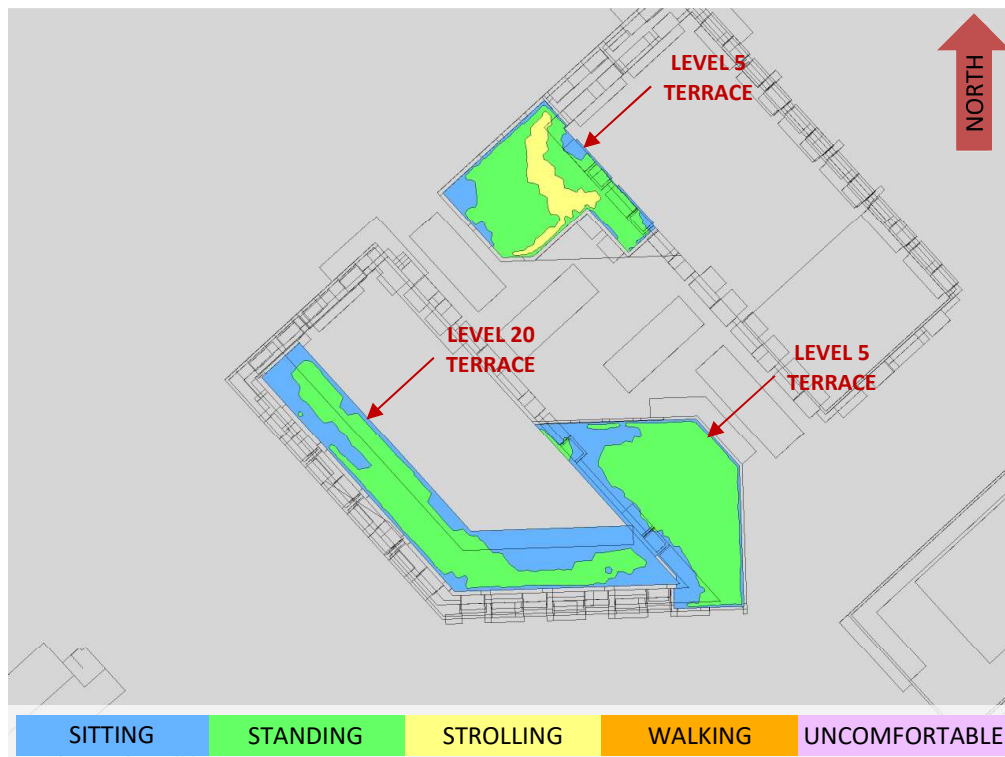 LEVEL 5
TERRACE
NORTH
LEVEL 20
TERRACE
LEVEL 5
TERRACE
SITTING
STANDING
STROLLING
WALKING
UNCOMFORTABLE